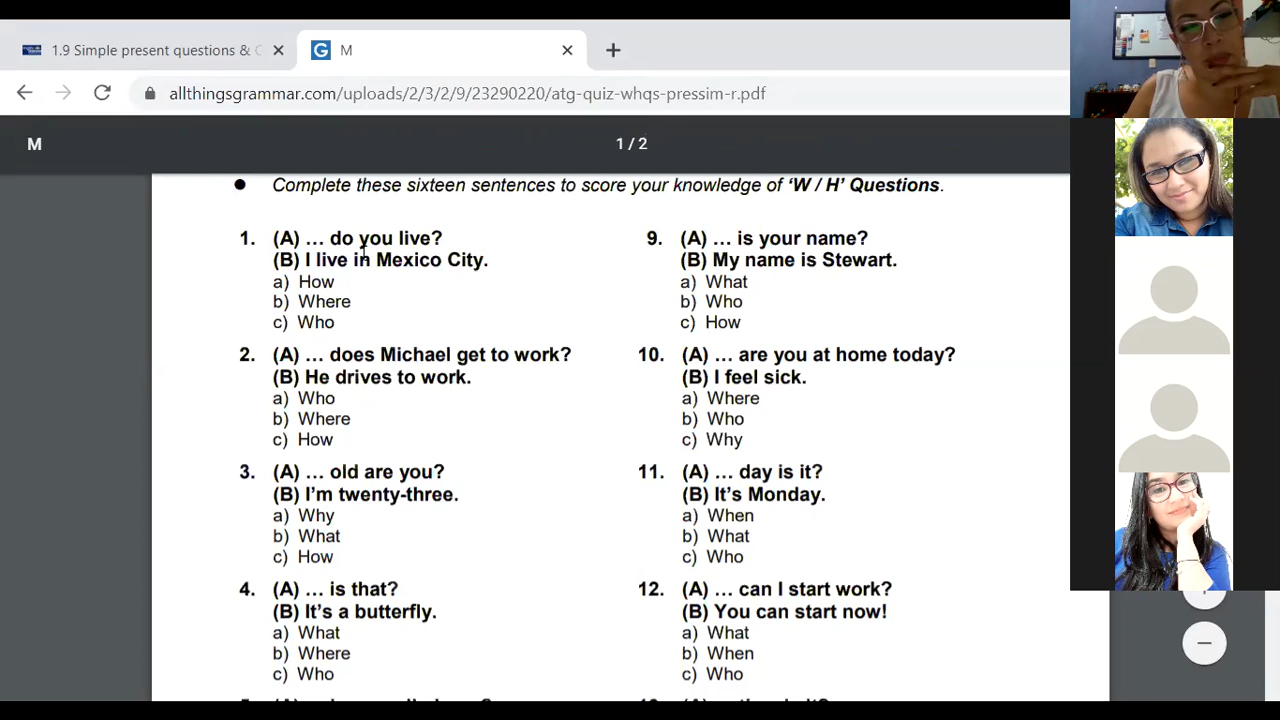 1.9 Simple present questions & C
M
allthingsgrammar.com/uploads/2/3/2/9/23290220/atg-quiz-whqs-pressim-r.pdf
M
1 / 2
● Complete these sixteen sentences to score your knowledge of ‘W / H’ Questions.
1. (A) … do you live?
(B) I live in Mexico City.
a) How
b) Where
c) Who
2. (A) … does Michael get to work?
(B) He drives to work.
a) Who
b) Where
c) How
3. (A) … old are you?
(B) I’m twenty-three.
a) Why
b) What
c) How
4. (A) … is that?
(B) It’s a butterfly.
a) What
b) Where
c) Who
9. (A) … is your name?
(B) My name is Stewart.
a) What
b) Who
c) How
10. (A) … are you at home today?
(B) I feel sick.
a) Where
b) Who
c) Why
11. (A) … day is it?
(B) It’s Monday.
a) When
b) What
c) Who
12. (A) … can I start work?
(B) You can start now!
a) What
b) When
c) Who